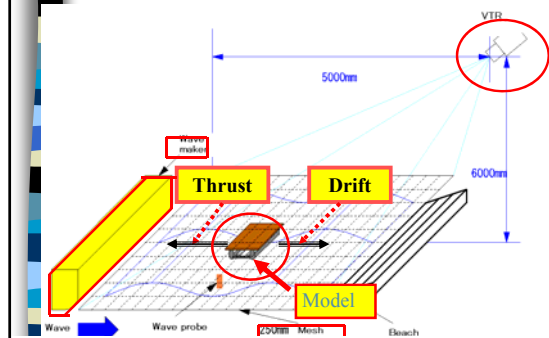 VTR
5000mm
Wave
maker
6000mm
Thrust
Drift
Model
Wave
Wave probe
250mm Mesh
Beach